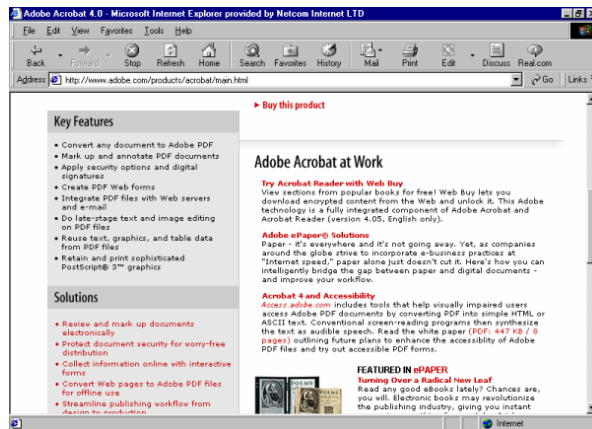 Adobe Acrobat 4.0 - Microsoft Internet Explorer provided by Netcom Internet LTD
File Edit View Favorites Tools Help
Back Forward Stop Refresh Home Search Favorites History Mail Print Edit Discuss Real.com
Address http://www.adobe.com/products/acrobat/main.html Go Links
Buy this product
Key Features
• Convert any document to Adobe PDF
• Mark up and annotate PDF documents
• Apply security options and digital
signatures
• Create PDF Web forms
• Integrate PDF files with Web servers
and e-mail
• Do late-stage text and image editing
on PDF files
• Reuse text, graphics, and table data
from PDF files
• Retain and print sophisticated
PostScript® 3™ graphics
Solutions
• Review and mark up documents
electronically
• Protect document security for worry-free
distribution
• Collect information online with interactive
forms
• Convert Web pages to Adobe PDF files
for offline use
• Streamline publishing workflow from
design to production
Adobe Acrobat at Work
Try Acrobat Reader with Web Buy
View sections from popular books for free! Web Buy lets you
download encrypted content from the Web and unlock it. This Adobe
technology is a fully integrated component of Adobe Acrobat and
Acrobat Reader (version 4.05, English only).
Adobe ePaper® Solutions
Paper - it's everywhere and it's not going away. Yet, as companies
around the globe strive to incorporate e-business practices at
"Internet speed," paper alone just doesn't cut it. Here's how you can
intelligently bridge the gap between paper and digital documents -
and improve your workflow.
Acrobat 4 and Accessibility
Access.adobe.com includes tools that help visually impaired users
access Adobe PDF documents by converting PDF into simple HTML or
ASCII text. Conventional screen-reading programs then synthesize
the text as audible speech. Read the white paper (PDF: 447 KB / 8
pages) outlining future plans to enhance the accessiblity of Adobe
PDF files and try out accessible PDF forms.
FEATURED IN ePAPER
Turning Over a Radical New Leaf
Read any good eBooks lately? Chances are,
you will. Electronic books may revolutionize
the publishing industry, giving you instant
POEMS
Internet